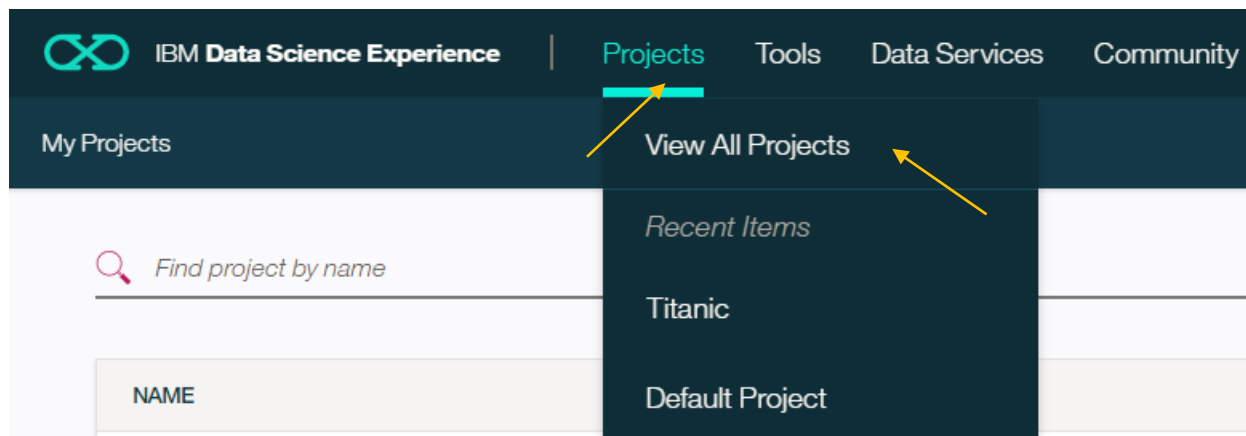 IBM Data Science Experience
Projects
Tools
Data Services
Community
My Projects
View All Projects
Recent Items
Find project by name
Titanic
NAME
Default Project